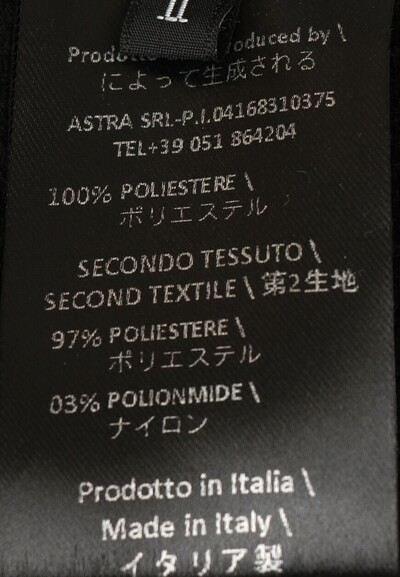 Prodotto roduced by \
によって生成される
ASTRA SRL-P.I.04168310375
TEL+39 051 864204
100% POLIESTERE \
ポリエステル
SECONDO TESSUTO \
SECOND TEXTILE \ 第2生地
97% POLIESTERE \
ポリエステル
03% POLIONMIDE \
ナイロン
Prodotto in Italia \
Made in Italy \
イタリア製